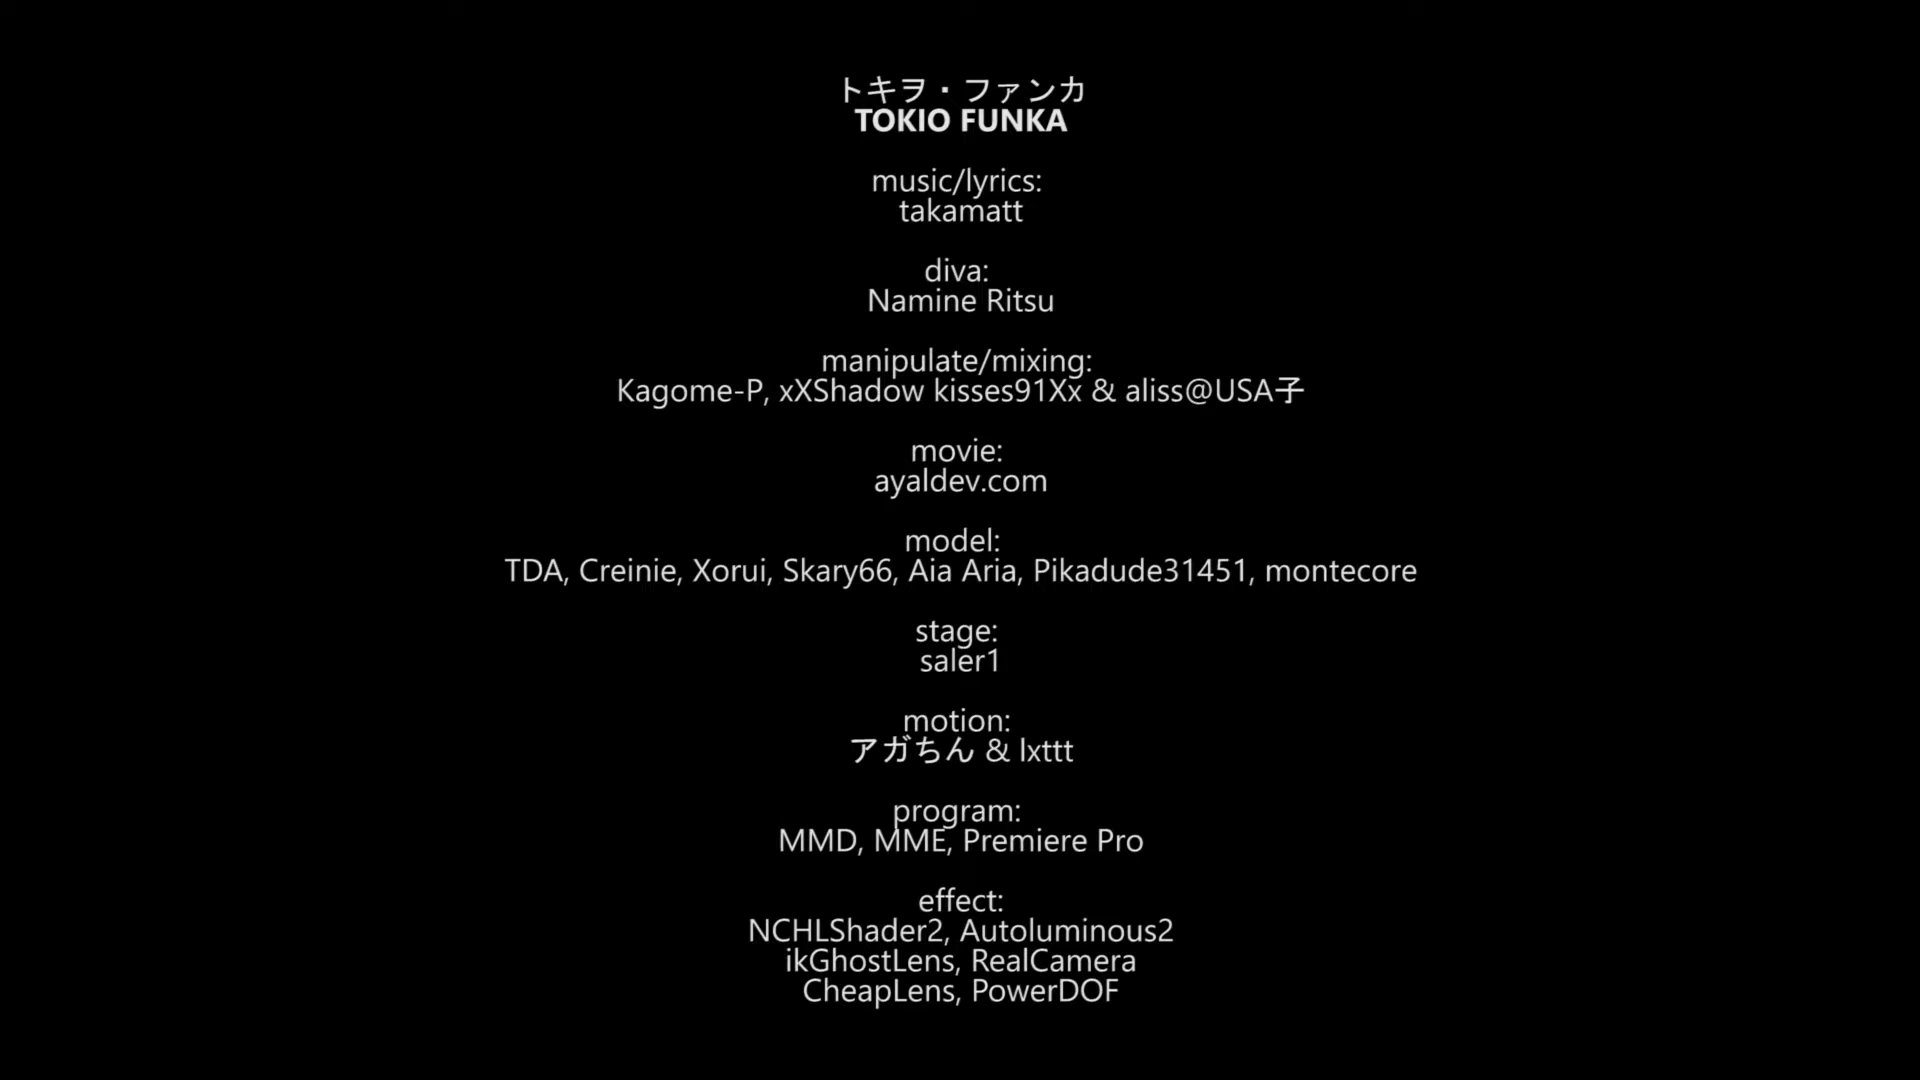 トキヲ・ファンカ
TOKIO FUNKA
music/lyrics:
takamatt
diva:
Namine Ritsu
manipulate/mixing:
Kagome-P, xXShadow kisses91Xx & aliss@USA子
movie:
ayaldev.com
model:
TDA, Creinie, Xorui, Skary66, Aia Aria, Pikadude31451, montecore
stage:
saler1
motion:
アガちん & lxttt
program:
MMD, MME, Premiere Pro
effect:
NCHLShader2, Autoluminous2
ikGhostLens, RealCamera
CheapLens, PowerDOF